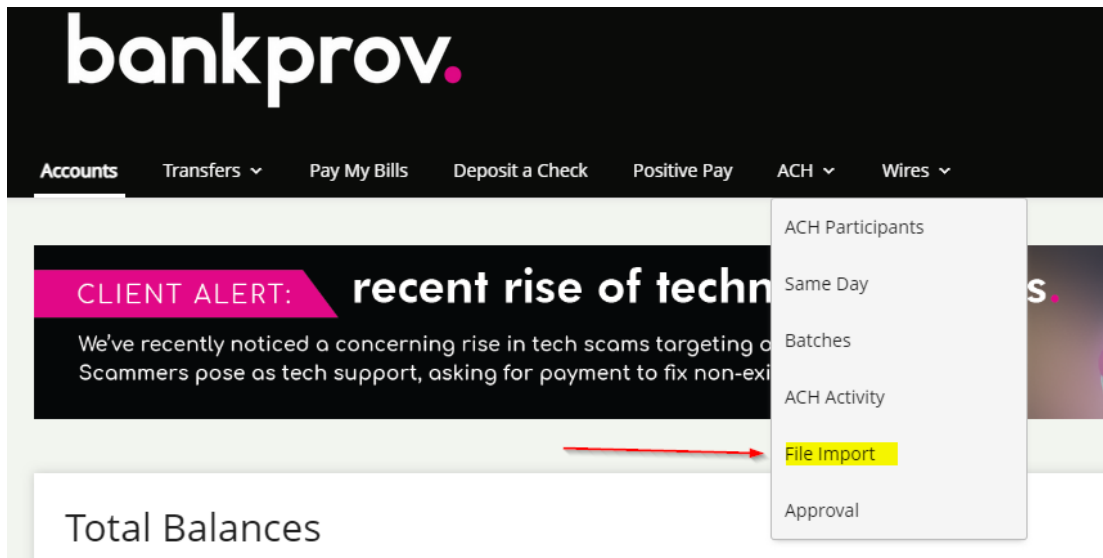 bankprov.
Accounts Transfers Pay My Bills Deposit a Check Positive Pay ACH Wires
ACH Participants
Same Day
Batches
ACH Activity
File Import
Approval
CLIENT ALERT: recent rise of techn s.
We've recently noticed a concerning rise in tech scams targeting
Scammers pose as tech support, asking for payment to fix
Total Balances